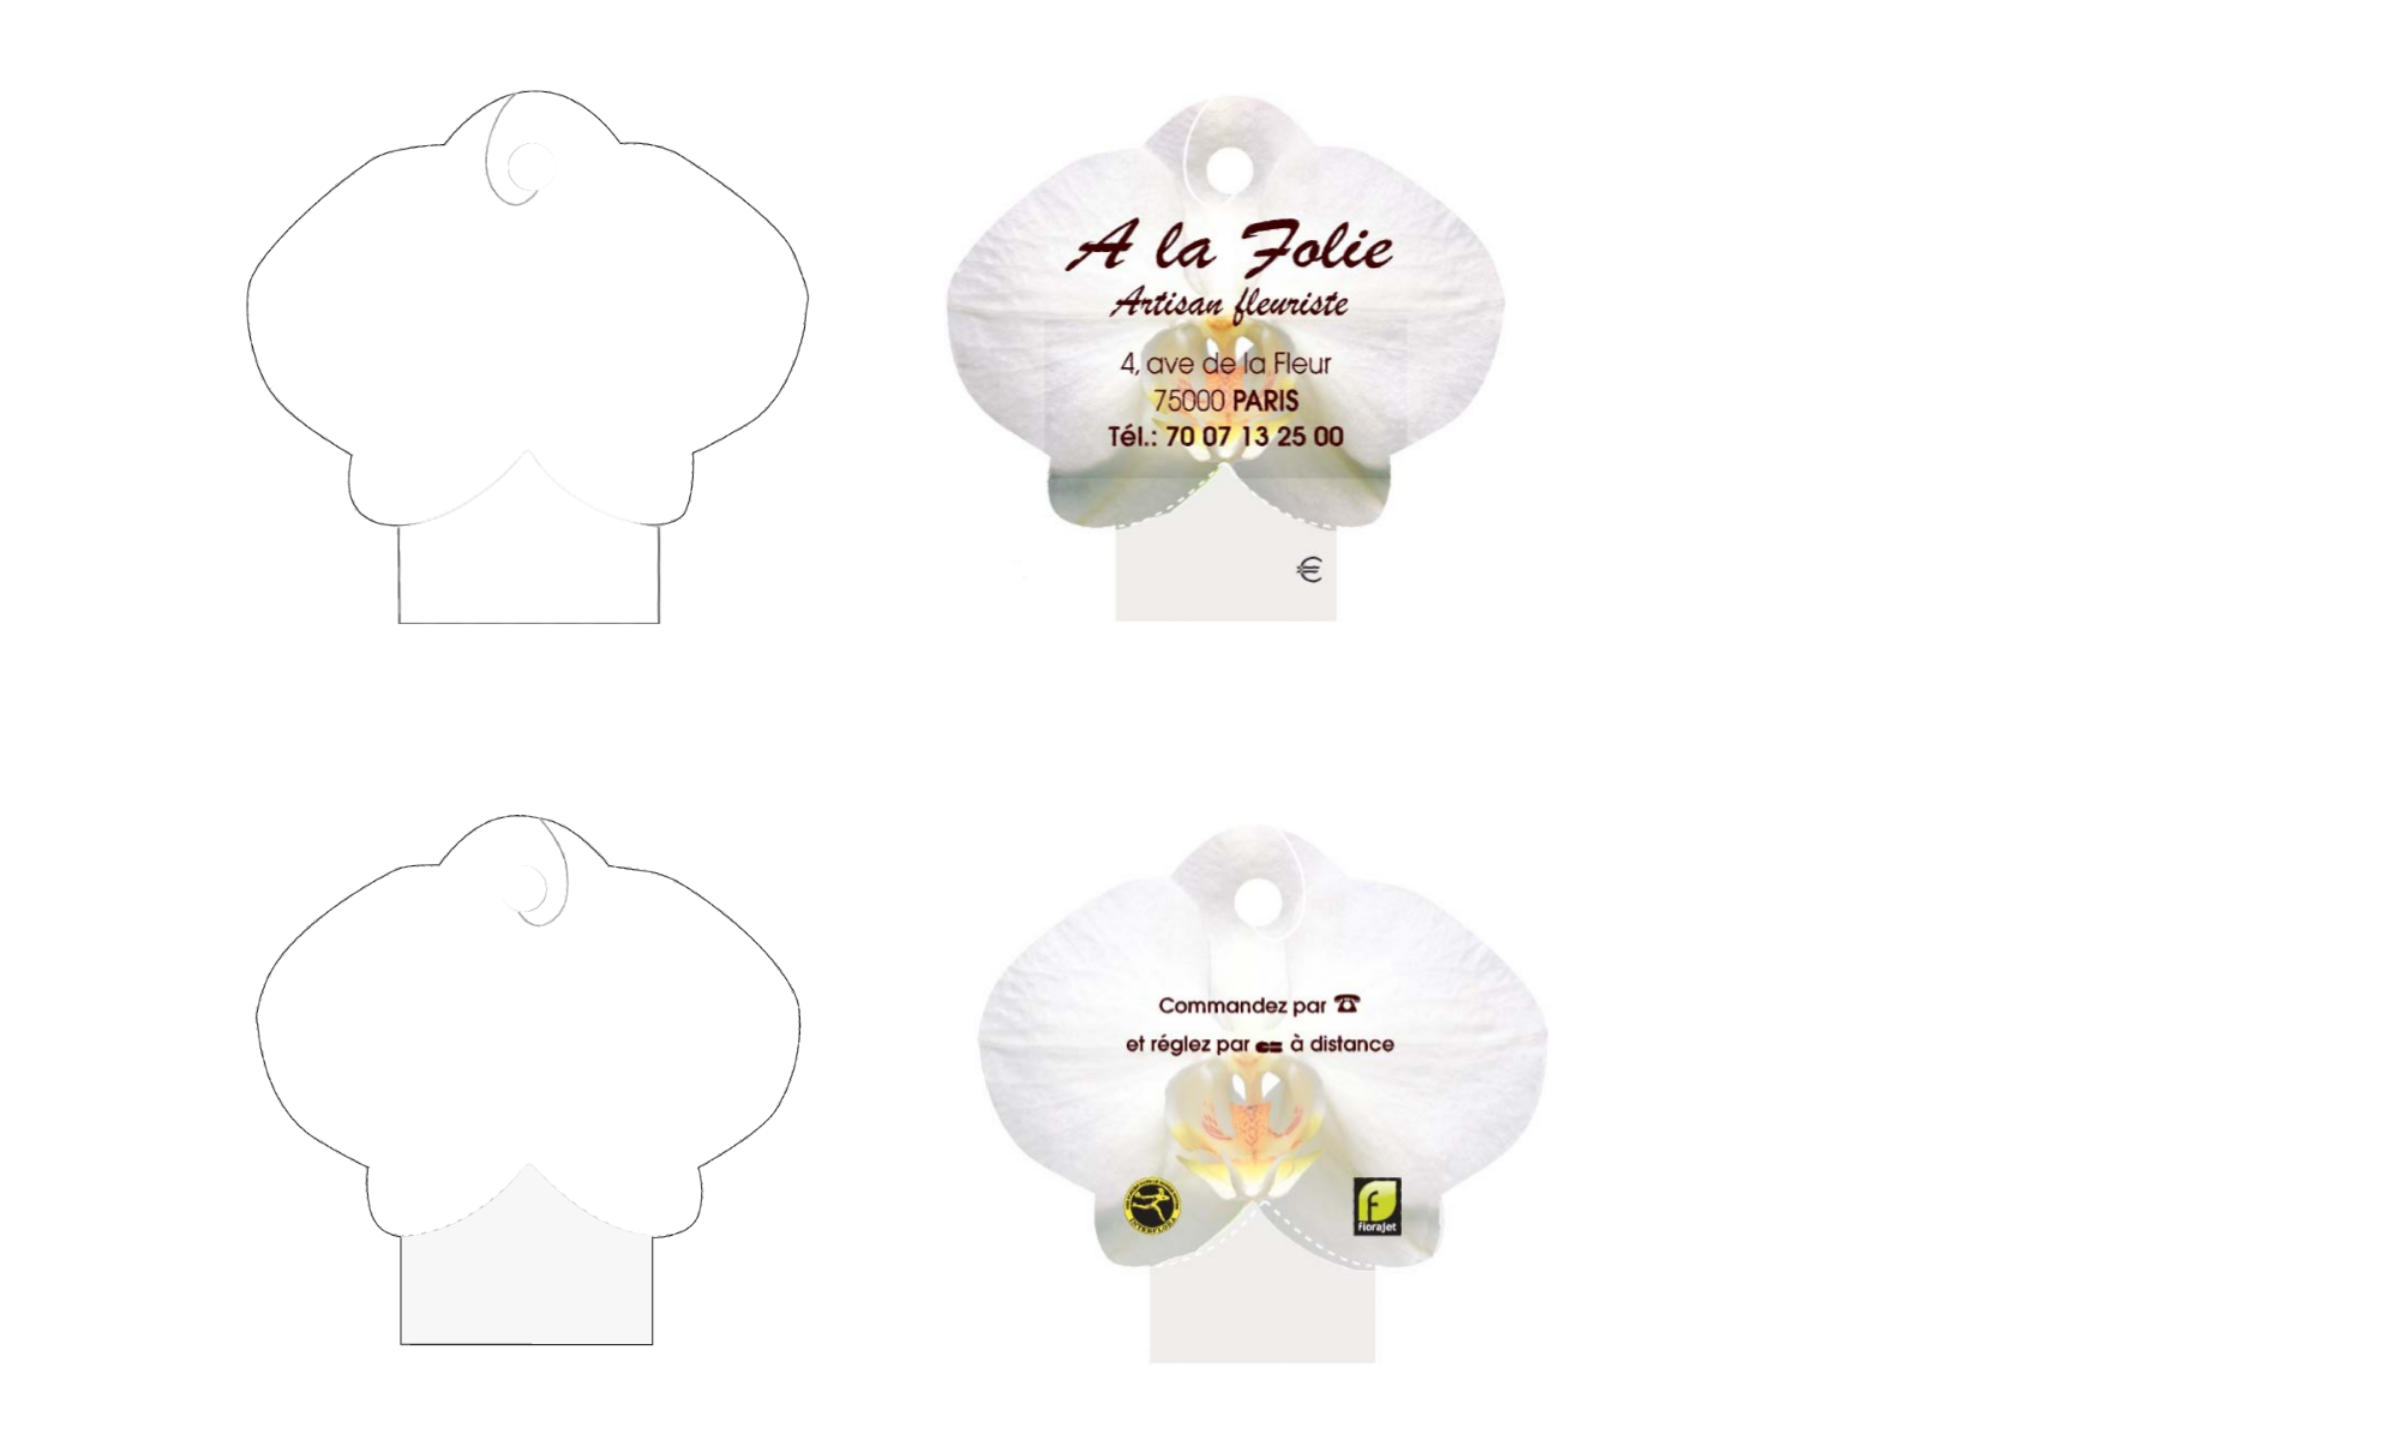 A la Folie
Artisan fleuriste
4, ave de la Fleur
75000 PARIS
Tél.: 70 07 13 25 00
€
Commandez par ☎
et réglez par à distance
INTERFLORA
f
florajet